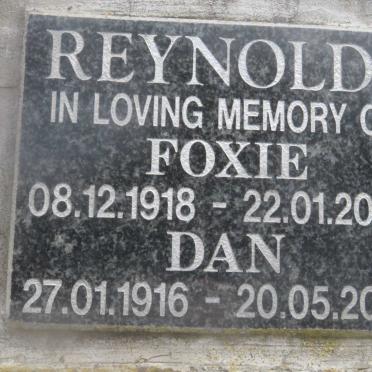 REYNOLD
IN LOVING MEMORY
FOXIE
08.12.1918 - 22.01.20
DAN
27.01.1916 - 20.05.20